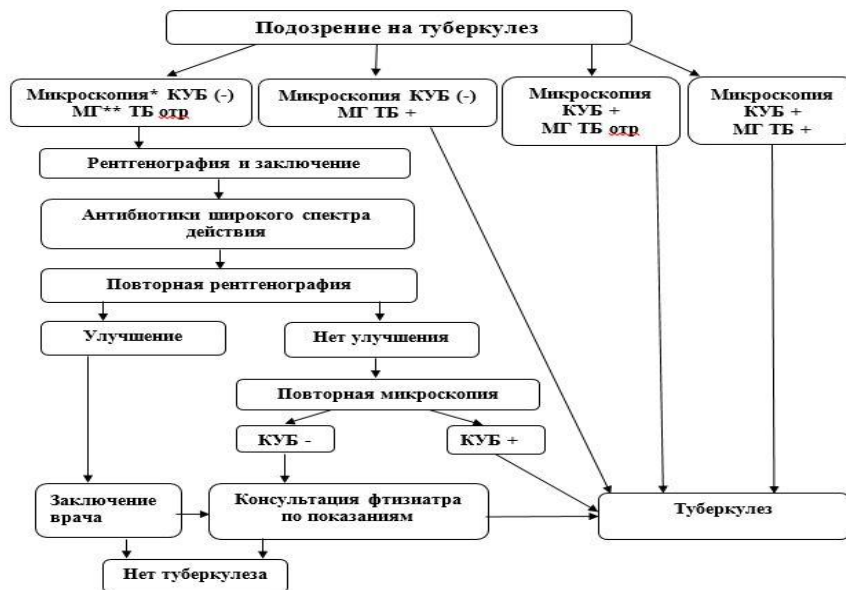 Подозрение на туберкулез
Микроскопия* КУБ (-)
МГ** ТБ отр
Микроскопия КУБ (-)
МГ ТБ +
Микроскопия
КУБ +
МГ ТБ отр
Микроскопия
КУБ +
МГ ТБ +
Рентгенография и заключение
Антибиотики широкого спектра
действия
Повторная рентгенография
Улучшение
Нет улучшения
Повторная микроскопия
КУБ -
КУБ +
Заключение
врача
Консультация фтизиатра
по показаниям
Туберкулез
Нет туберкулеза